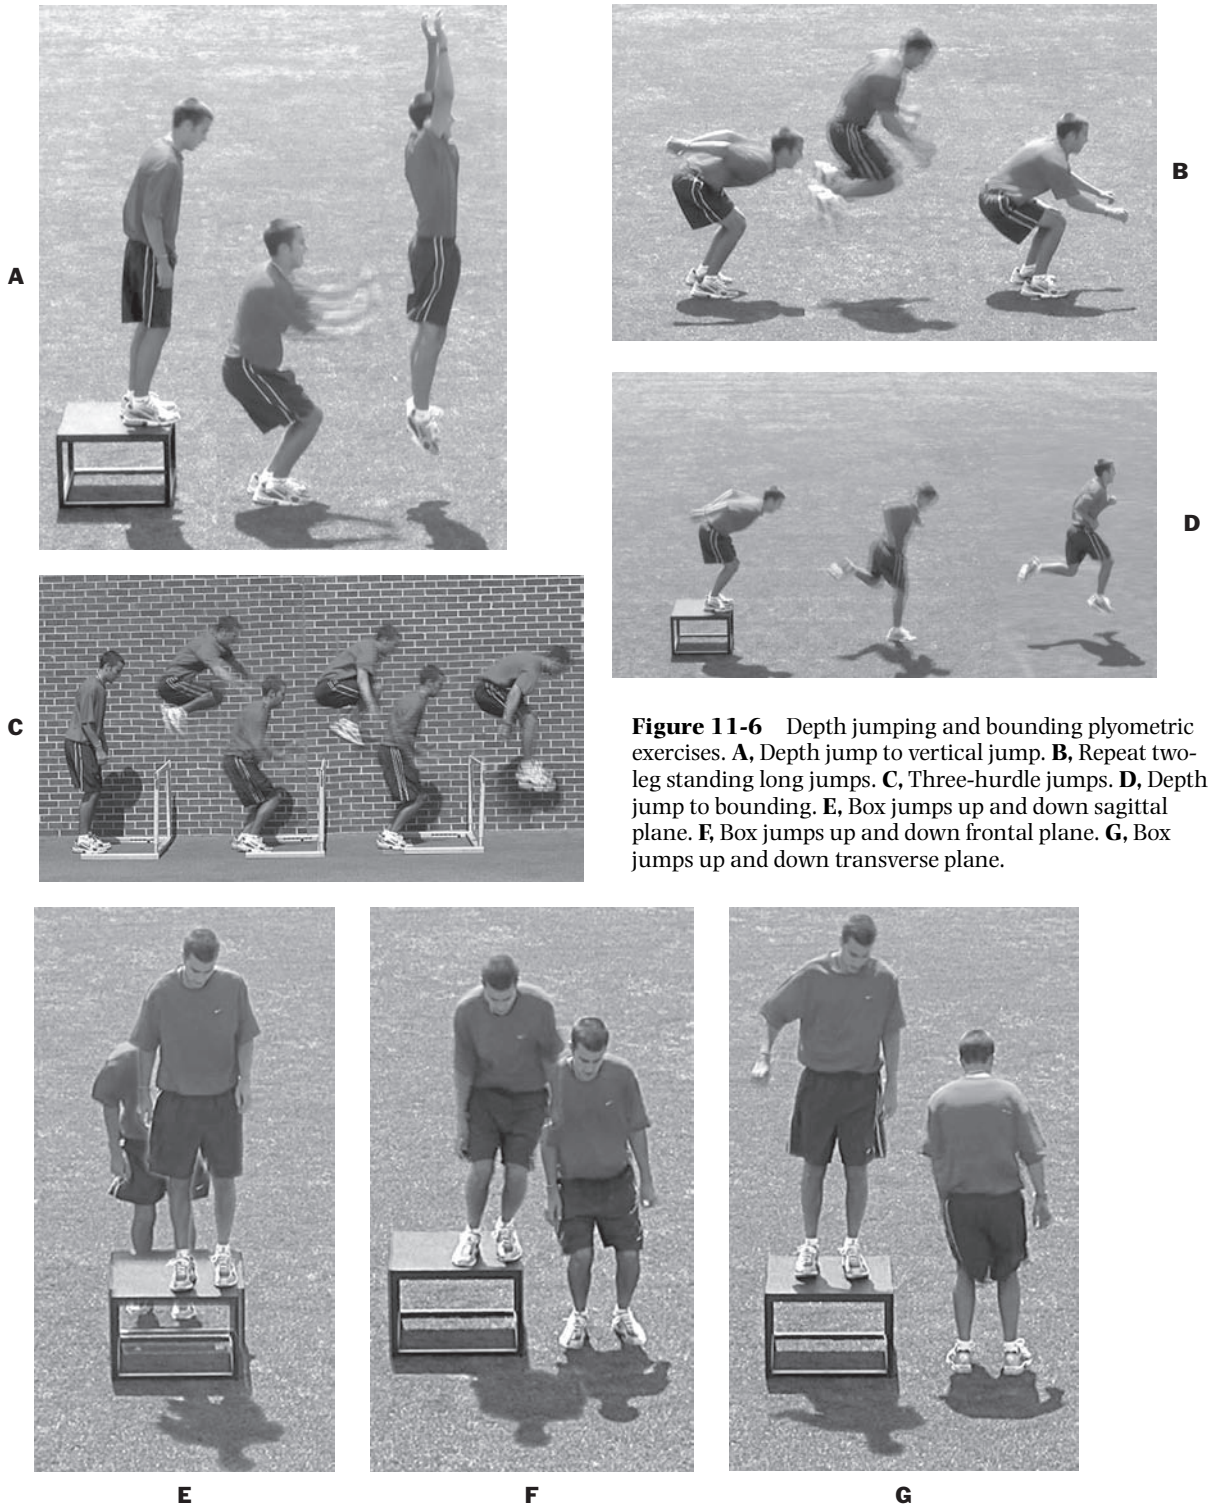 A
B
C
D
Figure 11-6 Depth jumping and bounding plyometric
exercises. A, Depth jump to vertical jump. B, Repeat two-
leg standing long jumps. C, Three-hurdle jumps. D, Depth
jump to bounding. E, Box jumps up and down sagittal
plane. F, Box jumps up and down frontal plane. G, Box
jumps up and down transverse plane.
E
F
G